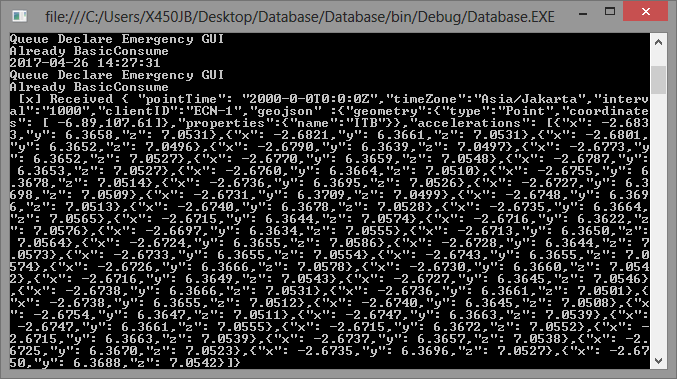 file:///C:/Users/X450JB/Desktop/Database/Database/bin/Debug/Database.EXE
Queue Declare Emergency GUI
Already BasicConsume
2017-04-26 14:27:31
Queue Declare Emergency GUI
Already BasicConsume
 [x] Received { "pointTime": "2000-0-0T0:0:0Z","timeZone":"Asia/Jakarta","interv
al":"1000","clientID":"ECN-1","geojson" :{"geometry":{"type":"Point","coordinate
s": [ -6.89,107.61]},"properties":{"name":"ITB"}},"accelerations": [{"x": -2.683
3,"y": 6.3658,"z": 7.0531},{"x": -2.6821,"y": 6.3661,"z": 7.0531},{"x": -2.6801,
"y": 6.3652,"z": 7.0496},{"x": -2.6790,"y": 6.3639,"z": 7.0497},{"x": -2.6773,"y
": 6.3652,"z": 7.0527},{"x": -2.6770,"y": 6.3659,"z": 7.0548},{"x": -2.6787,"y":
 6.3653,"z": 7.0527},{"x": -2.6760,"y": 6.3664,"z": 7.0510},{"x": -2.6755,"y": 6
.3678,"z": 7.0514},{"x": -2.6736,"y": 6.3695,"z": 7.0526},{"x": -2.6727,"y": 6.3
698,"z": 7.0509},{"x": -2.6731,"y": 6.3709,"z": 7.0499},{"x": -2.6748,"y": 6.369
6,"z": 7.0513},{"x": -2.6740,"y": 6.3678,"z": 7.0528},{"x": -2.6735,"y": 6.3664,
"z": 7.0565},{"x": -2.6715,"y": 6.3644,"z": 7.0574},{"x": -2.6716,"y": 6.3622,"z
": 7.0576},{"x": -2.6697,"y": 6.3634,"z": 7.0555},{"x": -2.6713,"y": 6.3650,"z":
 7.0564},{"x": -2.6724,"y": 6.3655,"z": 7.0586},{"x": -2.6728,"y": 6.3644,"z": 7
.0573},{"x": -2.6733,"y": 6.3655,"z": 7.0554},{"x": -2.6743,"y": 6.3655,"z": 7.0
574},{"x": -2.6726,"y": 6.3666,"z": 7.0578},{"x": -2.6730,"y": 6.3660,"z": 7.054
2},{"x": -2.6716,"y": 6.3649,"z": 7.0543},{"x": -2.6727,"y": 6.3645,"z": 7.0546}
,{"x": -2.6738,"y": 6.3666,"z": 7.0531},{"x": -2.6736,"y": 6.3661,"z": 7.0501},{
"x": -2.6738,"y": 6.3655,"z": 7.0512},{"x": -2.6740,"y": 6.3645,"z": 7.0508},{"x
": -2.6754,"y": 6.3647,"z": 7.0511},{"x": -2.6747,"y": 6.3663,"z": 7.0539},{"x":
 -2.6747,"y": 6.3661,"z": 7.0555},{"x": -2.6715,"y": 6.3672,"z": 7.0552},{"x": -
2.6715,"y": 6.3663,"z": 7.0539},{"x": -2.6737,"y": 6.3657,"z": 7.0538},{"x": -2.
6725,"y": 6.3670,"z": 7.0523},{"x": -2.6735,"y": 6.3696,"z": 7.0527},{"x": -2.67
50,"y": 6.3688,"z": 7.0542}]}